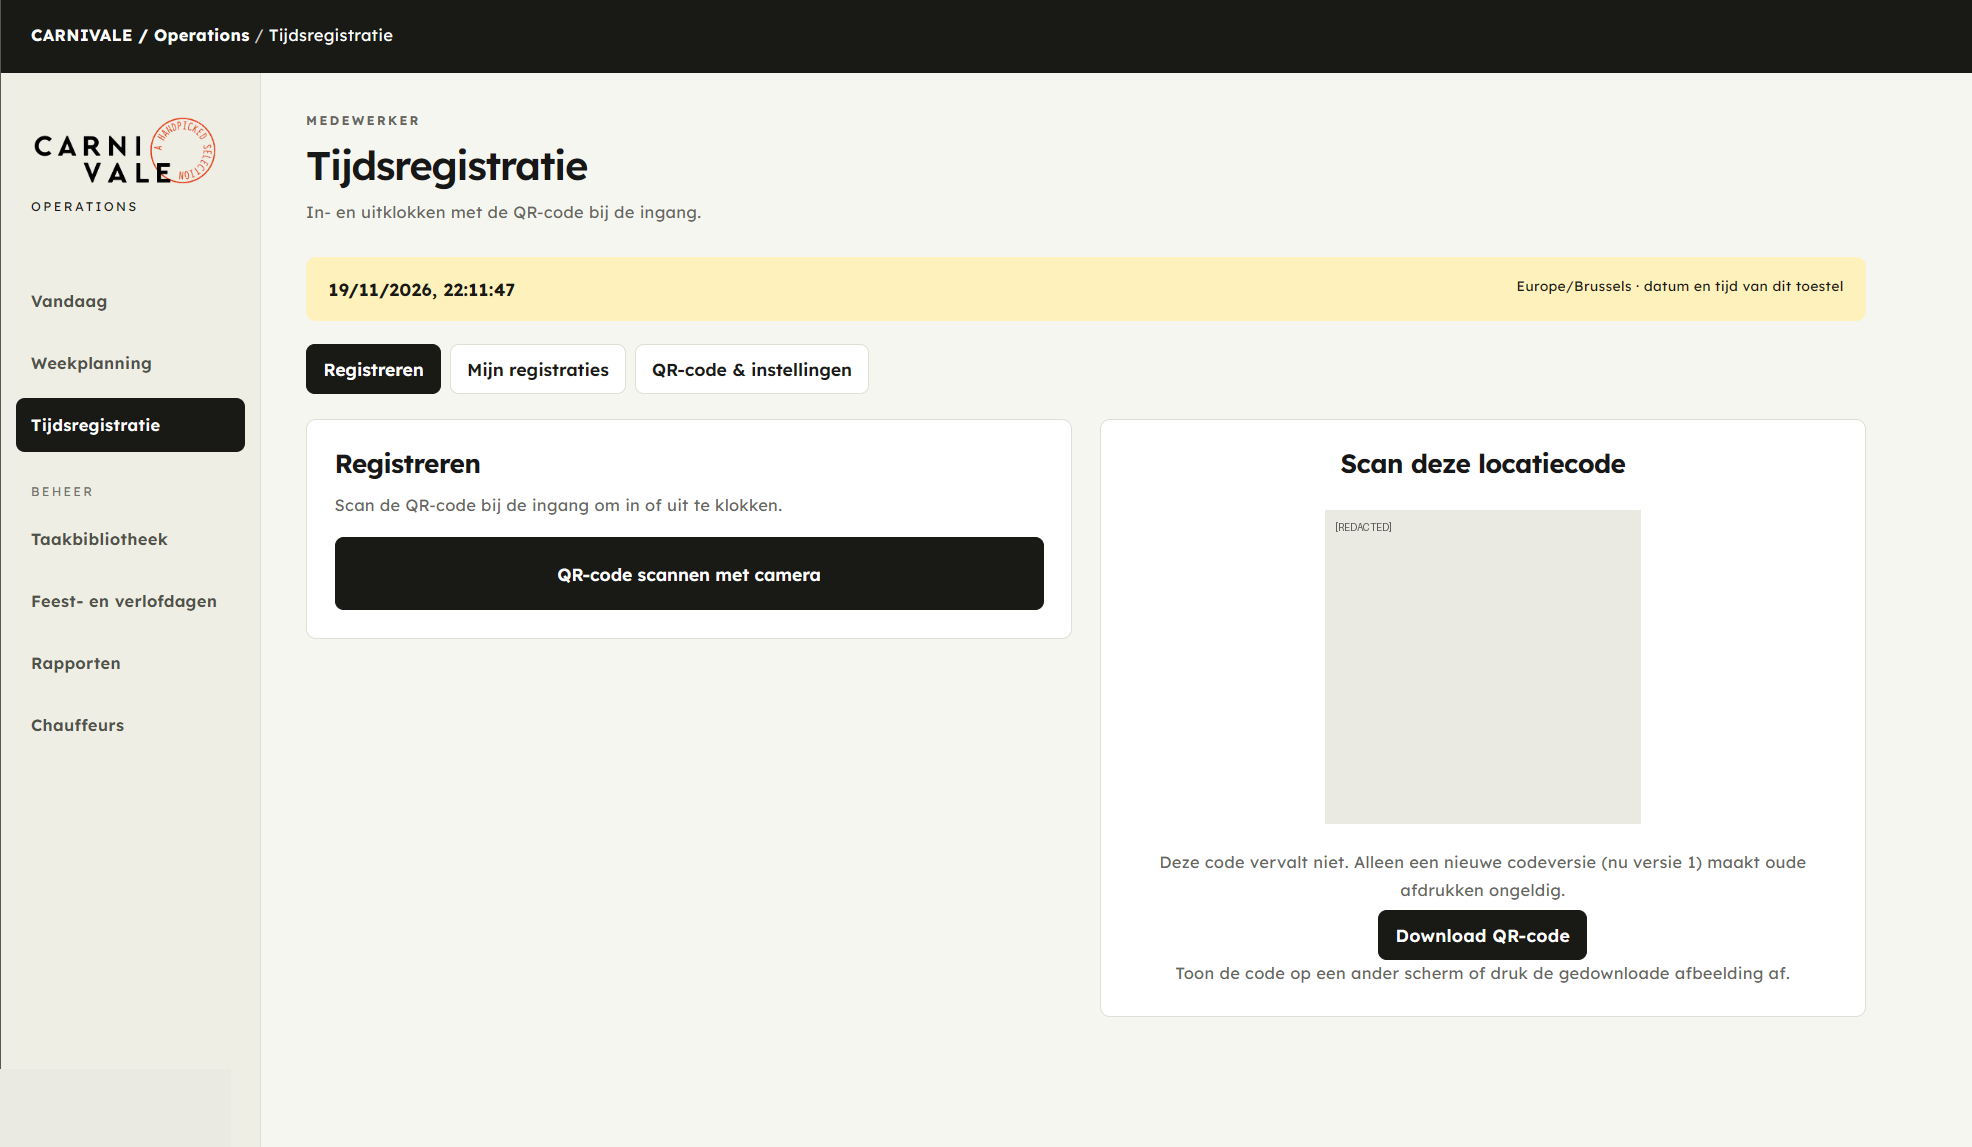 CARNIVALE / Operations / Tijdsregistratie
CARNI
VALE
A HANDPICKED SELECTION
OPERATIONS
Vandaag
Weekplanning
Tijdsregistratie
BEHEER
Taakbibliotheek
Feest- en verlofdagen
Rapporten
Chauffeurs
MEDEWERKER
Tijdsregistratie
In- en uitklokken met de QR-code bij de ingang.
19/11/2026, 22:11:47
Europe/Brussels · datum en tijd van dit toestel
Registreren
Mijn registraties
QR-code & instellingen
Registreren
Scan de QR-code bij de ingang om in of uit te klokken.
QR-code scannen met camera
Scan deze locatiecode
[REDACTED]
Deze code vervalt niet. Alleen een nieuwe codeversie (nu versie 1) maakt oude
afdrukken ongeldig.
Download QR-code
Toon de code op een ander scherm of druk de gedownloade afbeelding af.